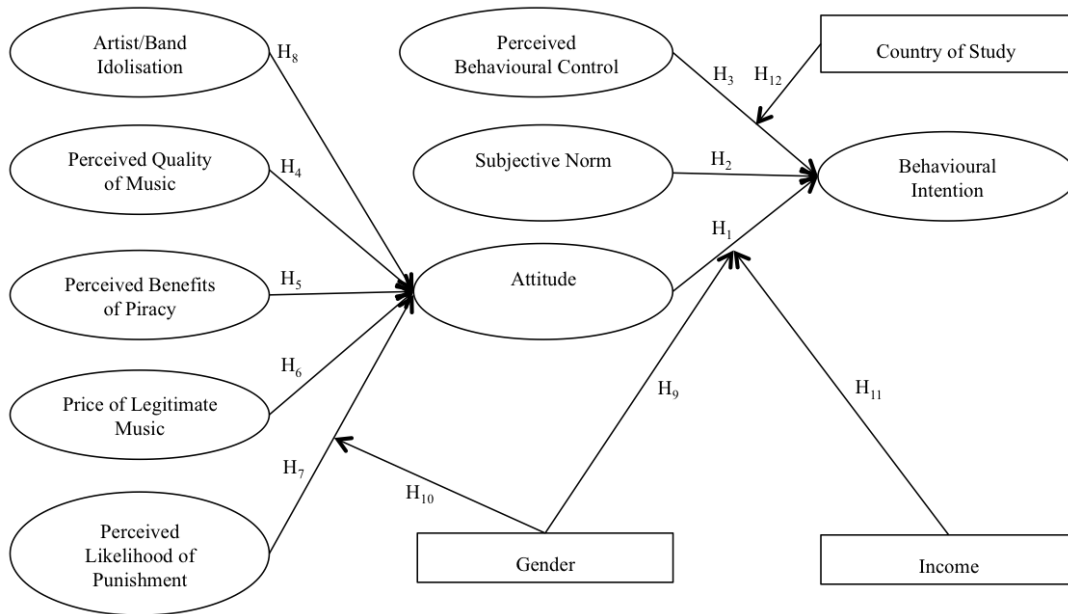 Artist/Band
Idolisation
H8
Perceived
Behavioural Control
H3
H12
Country of Study
Perceived Quality
of Music
H4
Subjective Norm
H2
Behavioural
Intention
H1
Perceived Benefits
of Piracy
H5
Attitude
Price of Legitimate
Music
H6
H9
H11
H7
H10
Perceived
Likelihood of
Punishment
Gender
Income